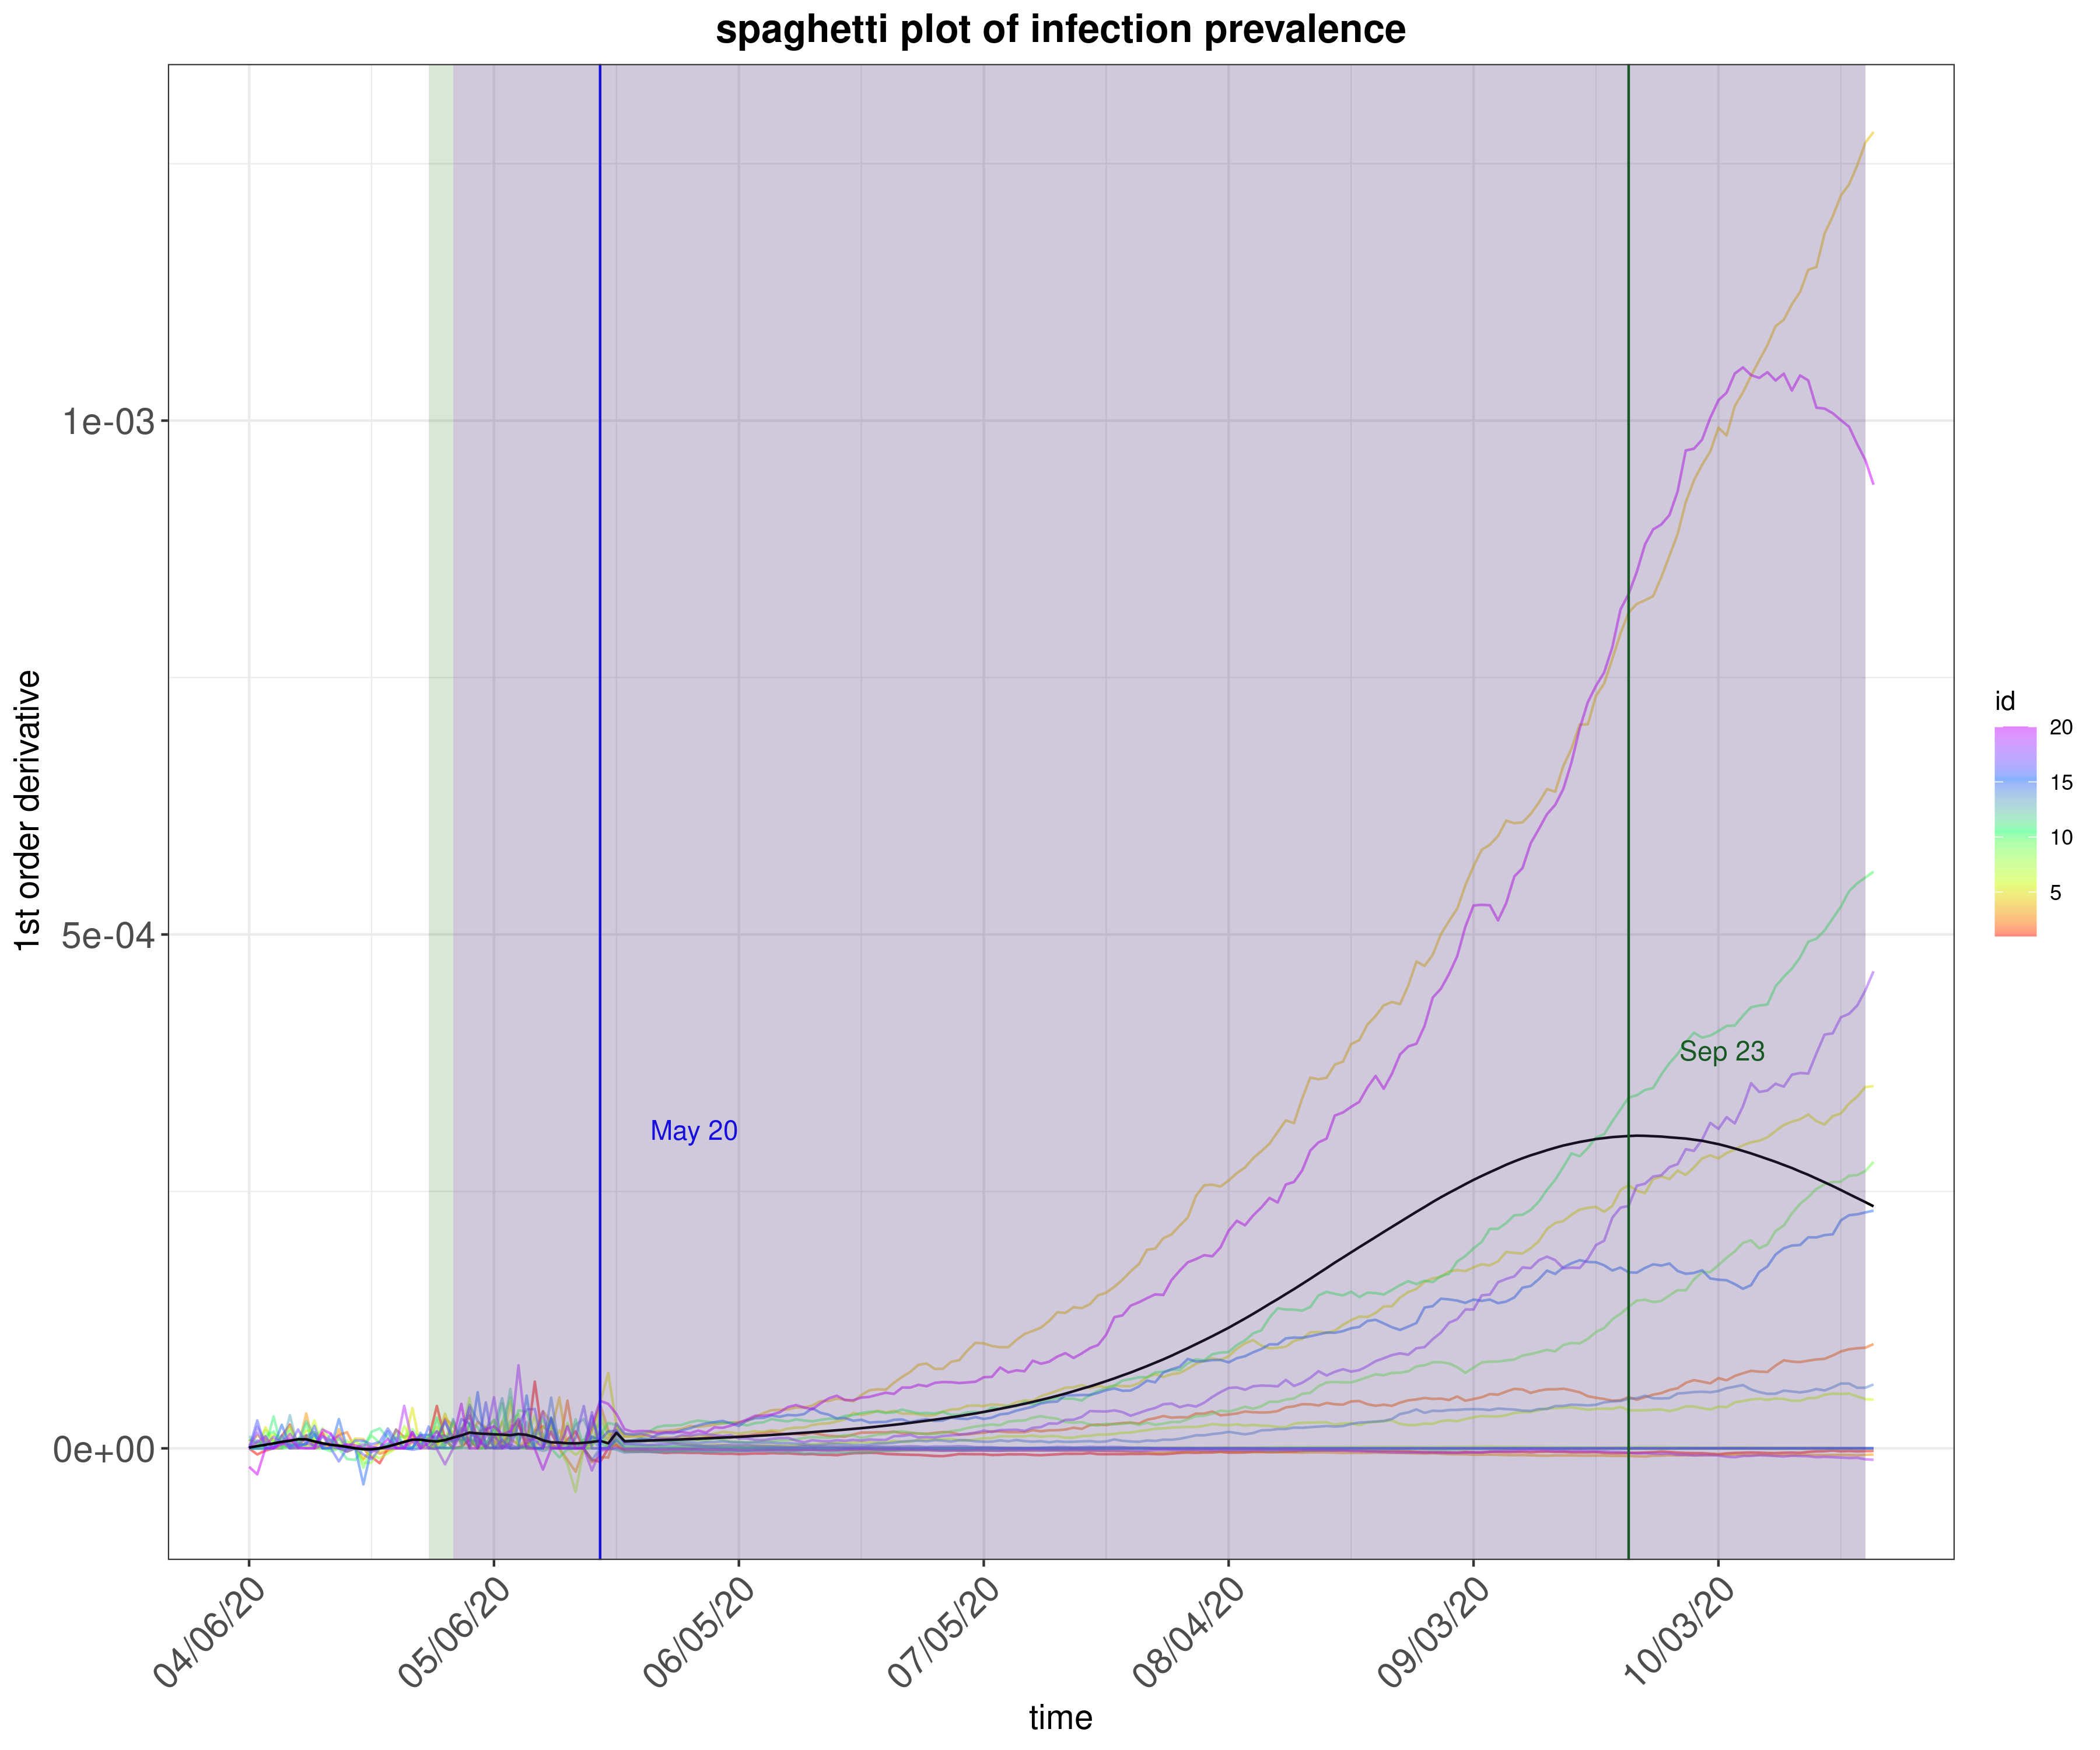 spaghetti plot of infection prevalence
1st order derivative
1e-03
5e-04
0e+00
May 20
Sep 23
04/06/20
05/06/20
06/05/20
07/05/20
08/04/20
09/03/20
10/03/20
time
id
20
15
10
5